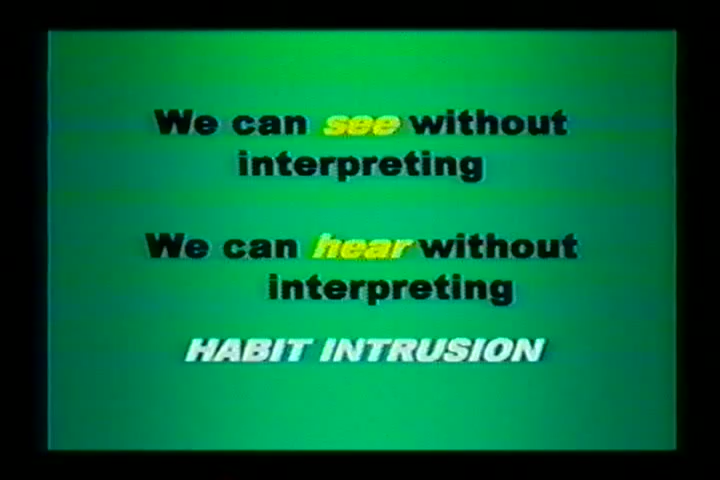 We can see without
interpreting
We can hear without
interpreting
HABIT INTRUSION